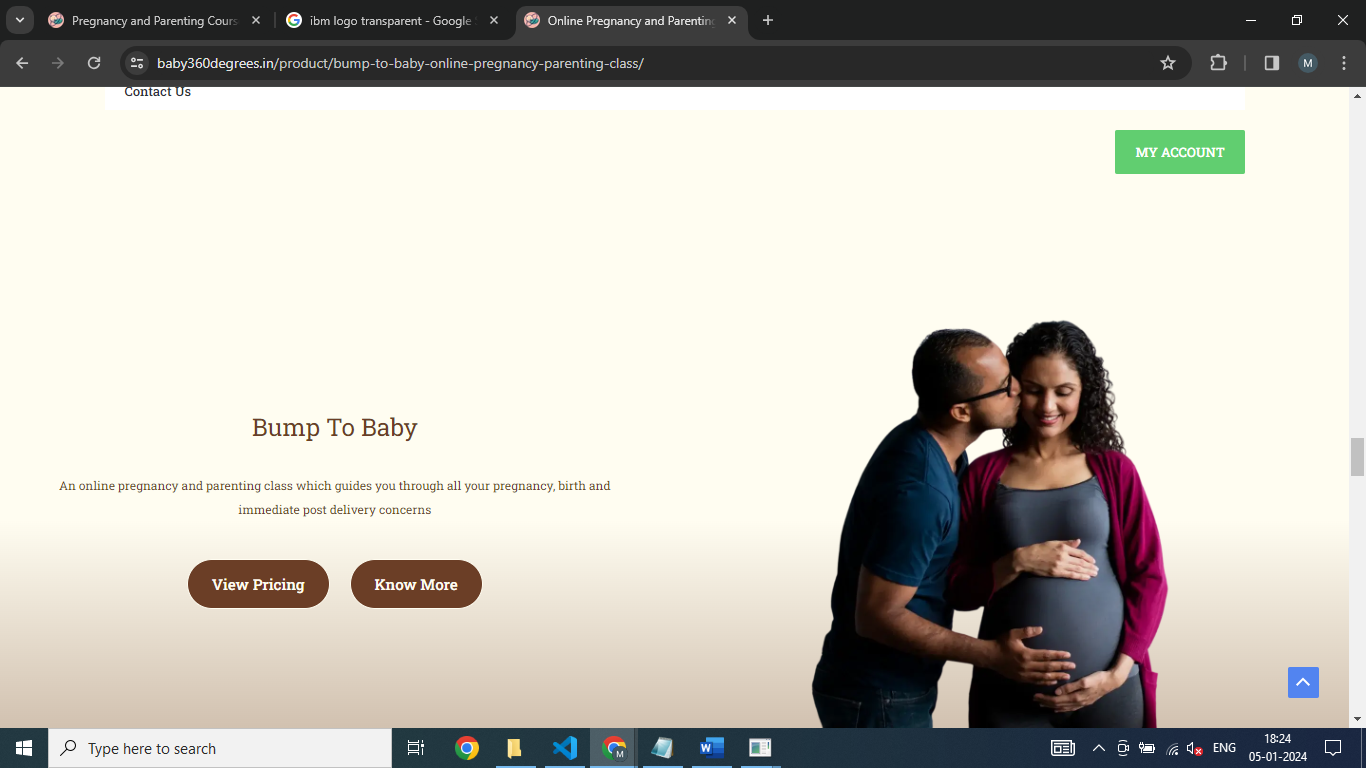 Pregnancy and Parenting Cours
ibm logo transparent - Google
Online Pregnancy and Parenting
baby360degrees.in/product/bump-to-baby-online-pregnancy-parenting-class/
M
Contact Us
MY ACCOUNT
Bump To Baby
An online pregnancy and parenting class which guides you through all your pregnancy, birth and
immediate post delivery concerns
View Pricing
Know More
Type here to search
ENG
18:24
05-01-2024